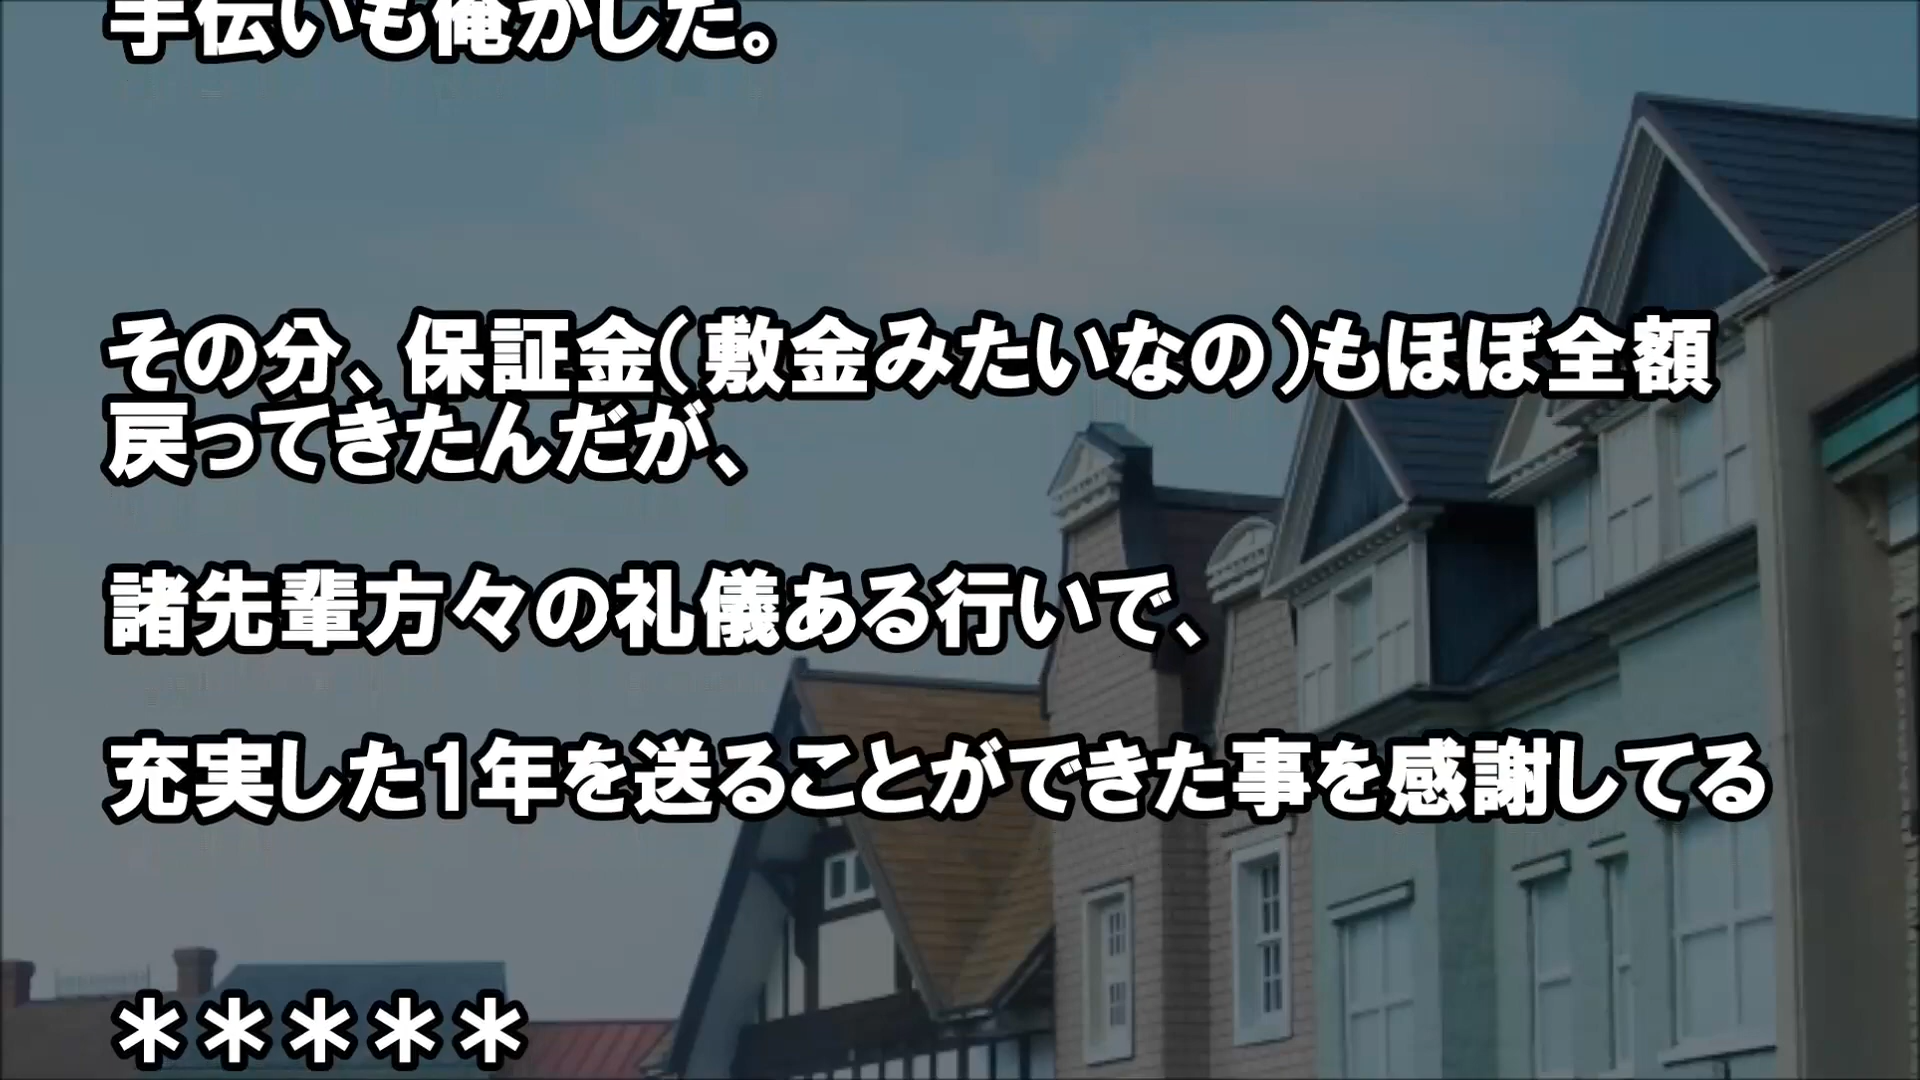 手伝いも俺がした。
その分、保証金(敷金みたいなの)もほぼ全額
戻ってきたんだが、
諸先輩方々の礼儀ある行いで、
充実した1年を送ることができた事を感謝してる
＊＊＊＊＊